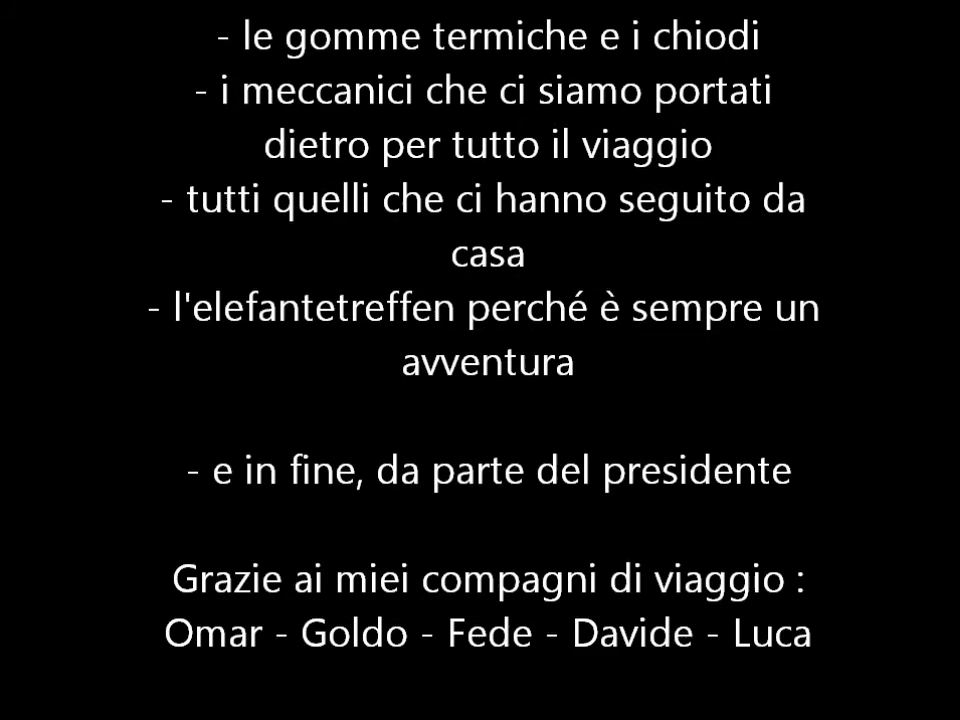 - le gomme termiche e i chiodi
- i meccanici che ci siamo portati
dietro per tutto il viaggio
- tutti quelli che ci hanno seguito da
casa
- l'elefantetreffen perché è sempre un
avventura
- e in fine, da parte del presidente
Grazie ai miei compagni di viaggio :
Omar - Goldo - Fede - Davide - Luca